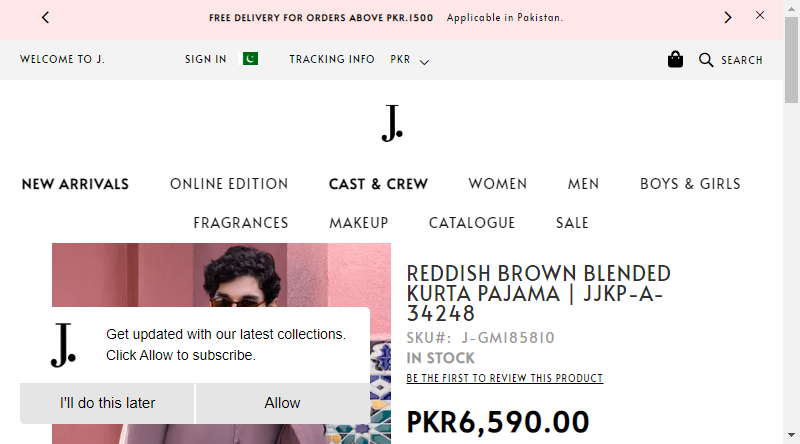 FREE DELIVERY FOR ORDERS ABOVE PKR.1500 Applicable in Pakistan.
WELCOME TO J. SIGN IN TRACKING INFO PKR SEARCH
J.
NEW ARRIVALS ONLINE EDITION CAST & CREW WOMEN MEN BOYS & GIRLS
FRAGRANCES MAKEUP CATALOGUE SALE
REDDISH BROWN BLENDED
KURTA PAJAMA | JJKP-A-
34248
SKU#: J-GM185810
IN STOCK
BE THE FIRST TO REVIEW THIS PRODUCT
PKR6,590.00
J.
Get updated with our latest collections.
Click Allow to subscribe.
I'll do this later Allow